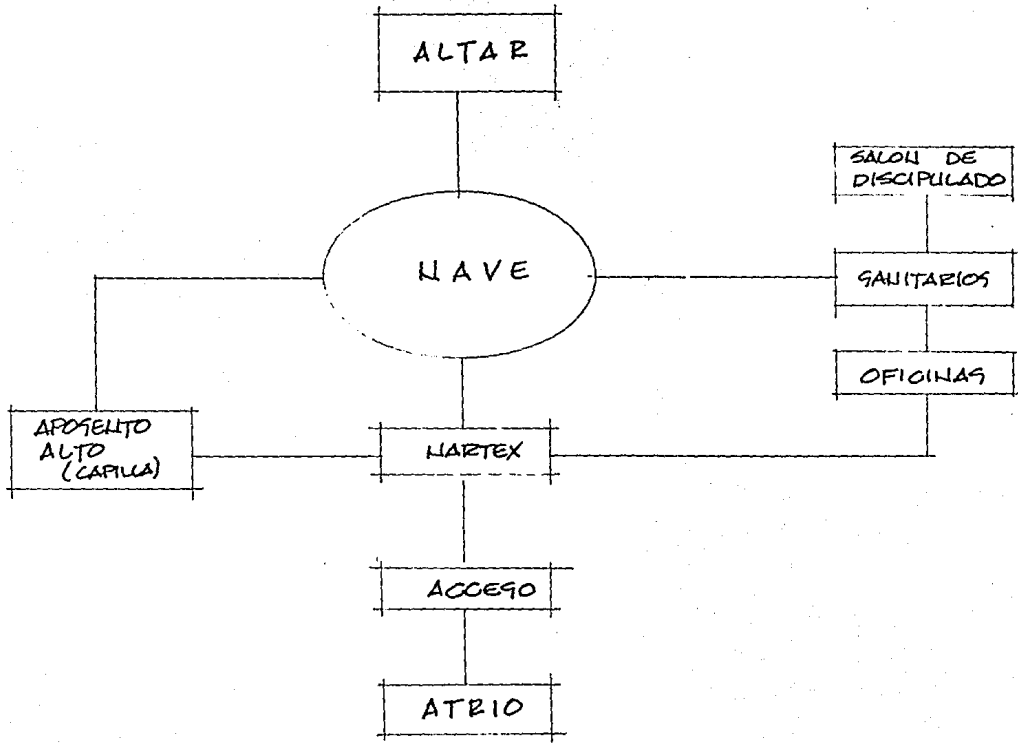 ALTAR
SALON DE
DISCIPULADO
NAVE
SANITARIOS
OFICINAS
APOSENTO
ALTO
(CAPILLA)
NARTEX
ACCESO
ATRIO